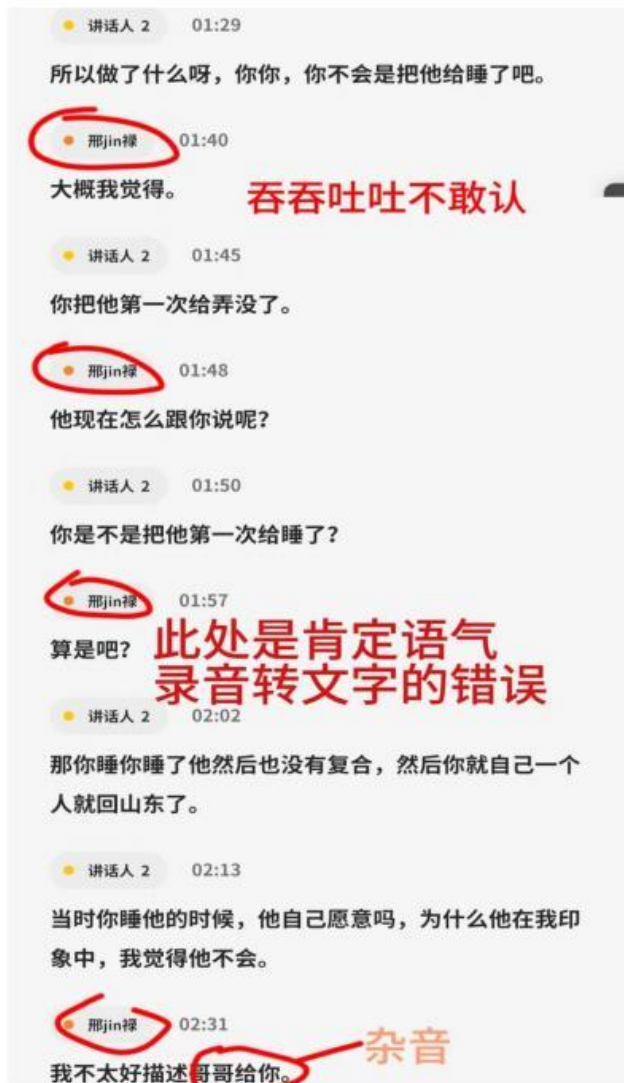 讲话人 2 01:29
所以做了什么呀，你你，你不会是把他给睡了吧。
邢jin禄 01:40
大概我觉得。
吞吞吐吐不敢认
讲话人 2 01:45
你把他第一次给弄没了。
邢jin禄 01:48
他现在怎么跟你说呢？
讲话人 2 01:50
你是不是把他第一次给睡了？
邢jin禄 01:57
算是吧？
此处是肯定语气
录音转文字的错误
讲话人 2 02:02
那你睡你睡了他然后也没有复合，然后你就自己一个
人就回山东了。
讲话人 2 02:13
当时你睡他的时候，他自己愿意吗，为什么他在我印
象中，我觉得他不会。
邢jin禄 02:31
杂音
我不太好描述哥哥给你。